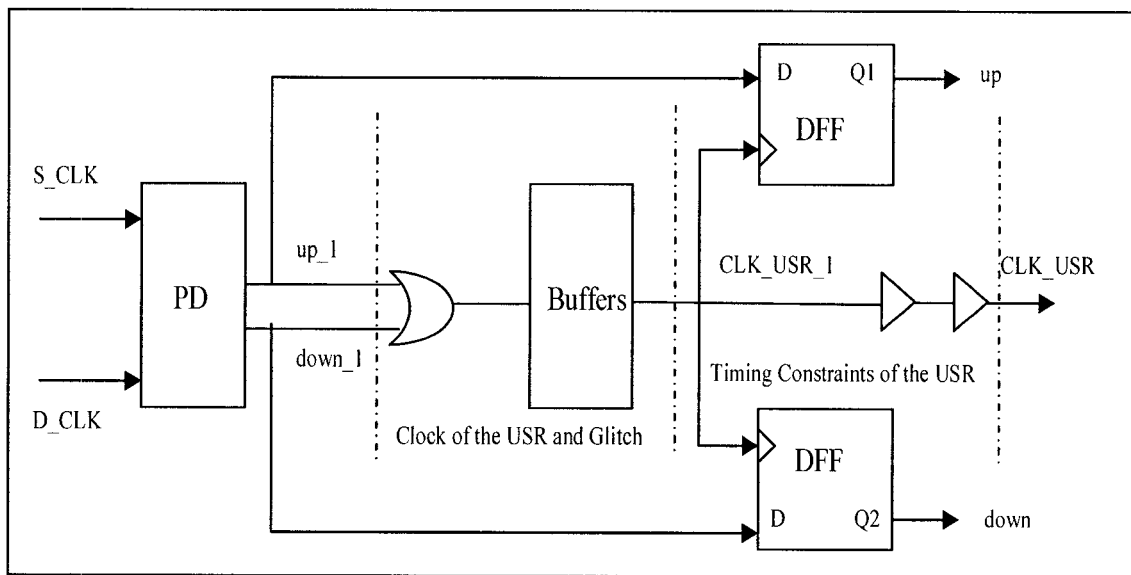 D Q1
up
DFF
S_CLK
up_1
CLK_USR_1
CLK_USR
PD
Buffers
down_1
Timing Constraints of the USR
D_CLK
Clock of the USR and Glitch
DFF
D Q2
down